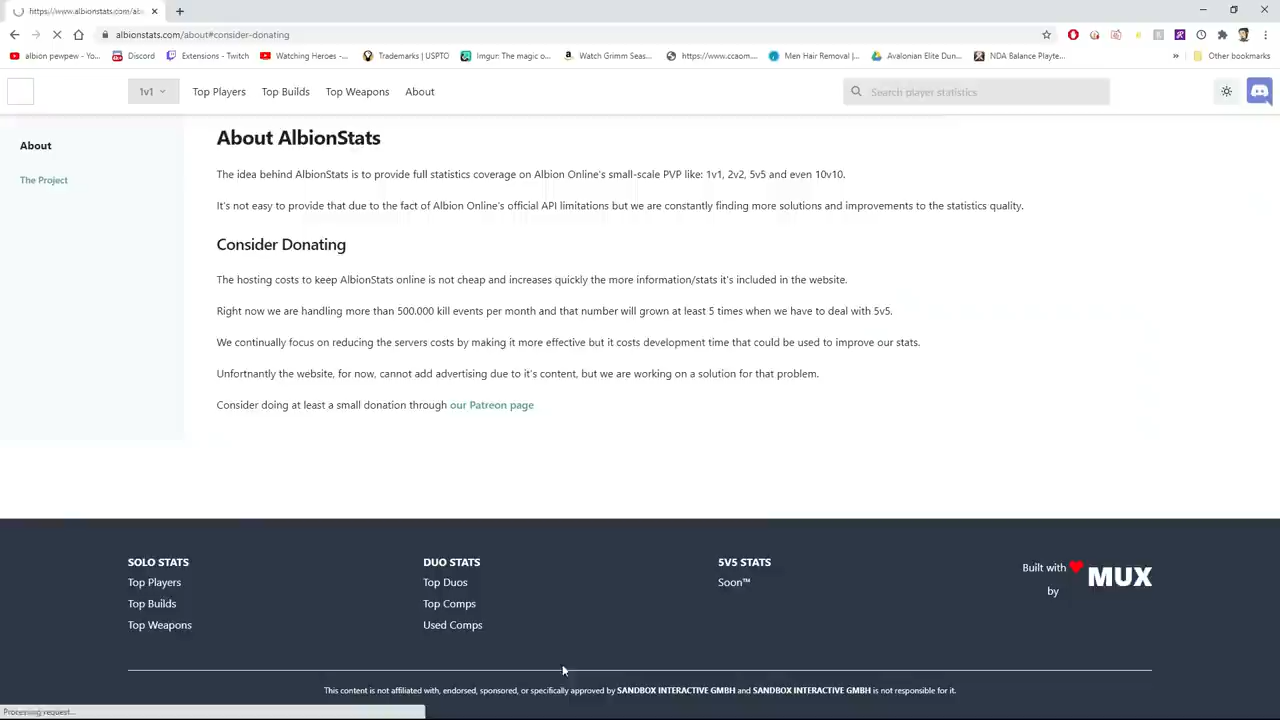 https://www.albionstats.com/ab
albionstats.com/about#consider-donating
albion pewpew - Yo...
Discord
Extensions - Twitch
Watching Heroes -...
Trademarks | USPTO
Imgur: The magic o...
Watch Grimm Seas...
https://www.ccaom....
Men Hair Removal |...
Avalonian Elite Dun...
NDA Balance Playte...
Other bookmarks
1v1
Top Players
Top Builds
Top Weapons
About
Search player statistics
About
The Project
About AlbionStats
The idea behind AlbionStats is to provide full statistics coverage on Albion Online's small-scale PVP like: 1v1, 2v2, 5v5 and even 10v10.
It's not easy to provide that due to the fact of Albion Online's official API limitations but we are constantly finding more solutions and improvements to the statistics quality.
Consider Donating
The hosting costs to keep AlbionStats online is not cheap and increases quickly the more information/stats it's included in the website.
Right now we are handling more than 500.000 kill events per month and that number will grown at least 5 times when we have to deal with 5v5.
We continually focus on reducing the servers costs by making it more effective but it costs development time that could be used to improve our stats.
Unfortnantly the website, for now, cannot add advertising due to it's content, but we are working on a solution for that problem.
Consider doing at least a small donation through our Patreon page
SOLO STATS
Top Players
Top Builds
Top Weapons
DUO STATS
Top Duos
Top Comps
Used Comps
5V5 STATS
Soon™
Built with
by
MUX
This content is not affiliated with, endorsed, sponsored, or specifically approved by SANDBOX INTERACTIVE GMBH and SANDBOX INTERACTIVE GMBH is not responsible for it.
Processing request...